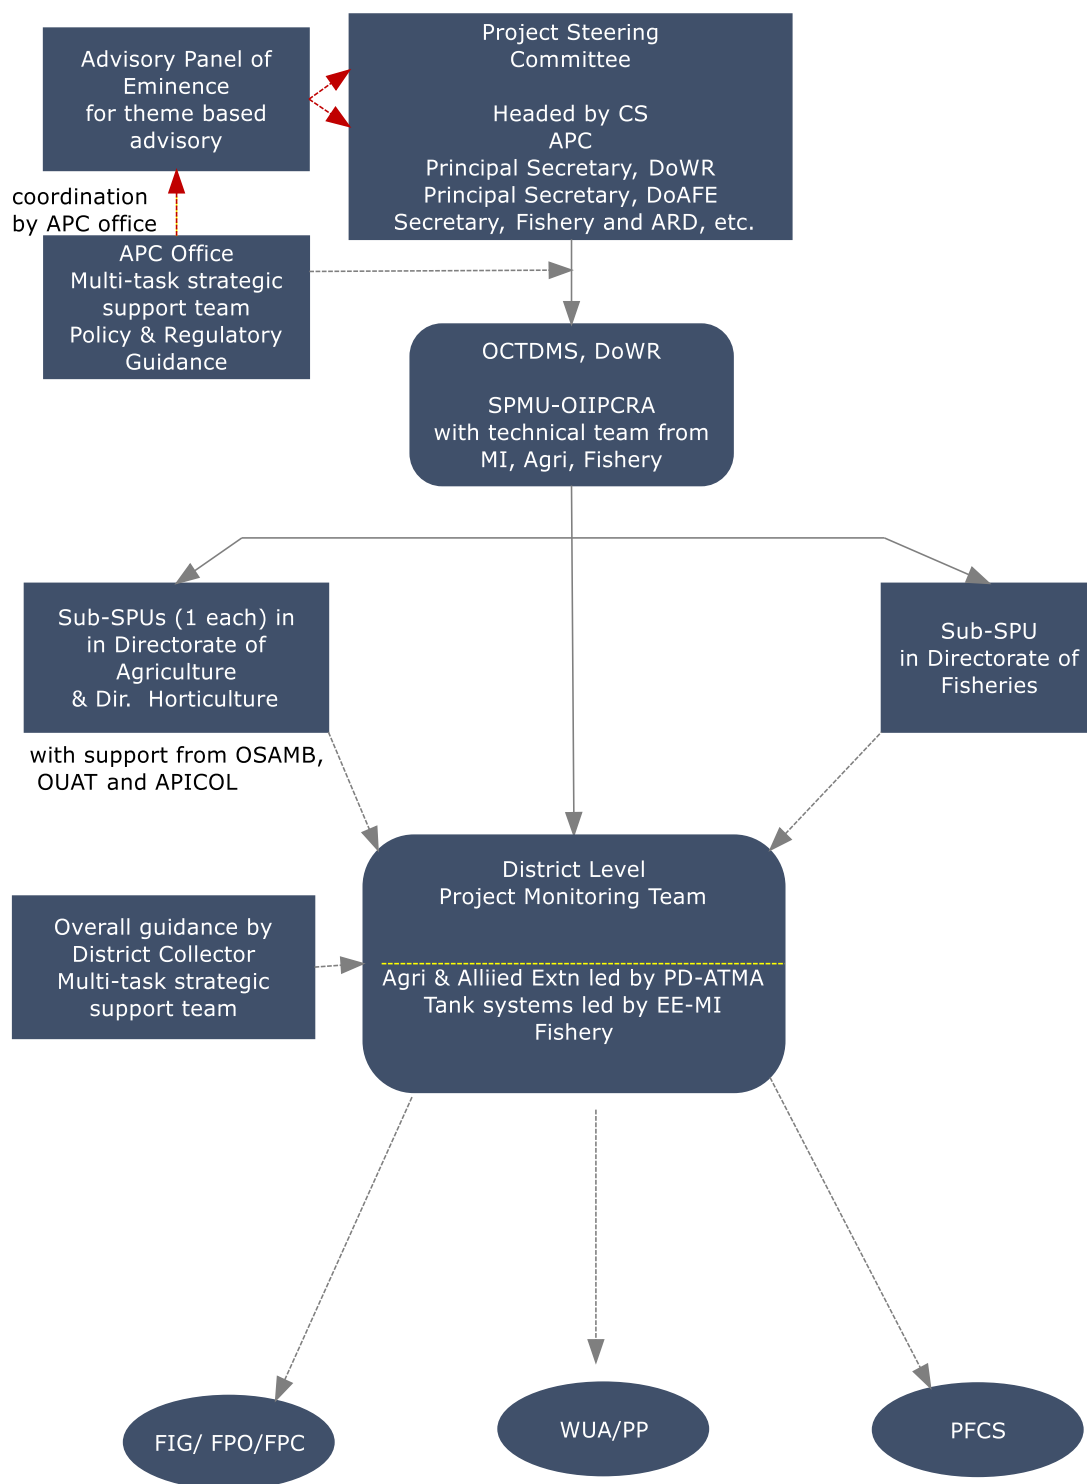 Advisory Panel of
Eminence
for theme based
advisory
Project Steering
Committee
Headed by CS
APC
Principal Secretary, DoWR
Principal Secretary, DoAFE
Secretary, Fishery and ARD, etc.
coordination
by APC office
APC Office
Multi-task strategic
support team
Policy & Regulatory
Guidance
OCTDMS, DoWR
SPMU-OIIPCRA
with technical team from
MI, Agri, Fishery
Sub-SPUs (1 each) in
in Directorate of
Agriculture
& Dir. Horticulture
Sub-SPU
in Directorate of
Fisheries
with support from OSAMB,
OUAT and APICOL
District Level
Project Monitoring Team
Agri & Alliied Extn led by PD-ATMA
Tank systems led by EE-MI
Fishery
Overall guidance by
District Collector
Multi-task strategic
support team
FIG/ FPO/FPC
WUA/PP
PFCS